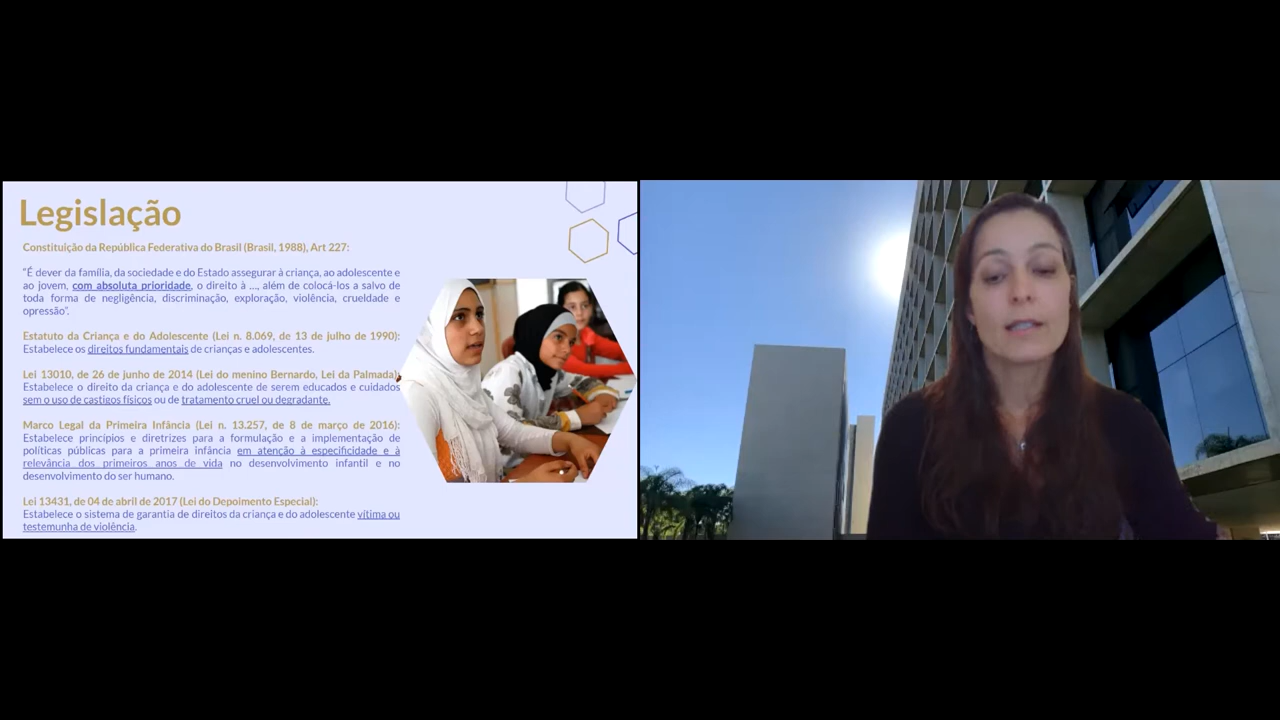 Legislação
Constituição da República Federativa do Brasil (Brasil, 1988), Art 227:
“É dever da família, da sociedade e do Estado assegurar à criança, ao adolescente e
ao jovem, com absoluta prioridade, o direito à ..., além de colocá-los a salvo de
toda forma de negligência, discriminação, exploração, violência, crueldade e
opressão”.
Estatuto da Criança e do Adolescente (Lei n. 8.069, de 13 de julho de 1990):
Estabelece os direitos fundamentais de crianças e adolescentes.
Lei 13010, de 26 de junho de 2014 (Lei do menino Bernardo, Lei da Palmada):
Estabelece o direito da criança e do adolescente de serem educados e cuidados
sem o uso de castigos físicos ou de tratamento cruel ou degradante.
Marco Legal da Primeira Infância (Lei n. 13.257, de 8 de março de 2016):
Estabelece princípios e diretrizes para a formulação e a implementação de
políticas públicas para a primeira infância em atenção à especificidade e à
relevância dos primeiros anos de vida no desenvolvimento infantil e no
desenvolvimento do ser humano.
Lei 13431, de 04 de abril de 2017 (Lei do Depoimento Especial):
Estabelece o sistema de garantia de direitos da criança e do adolescente vítima ou
testemunha de violência.